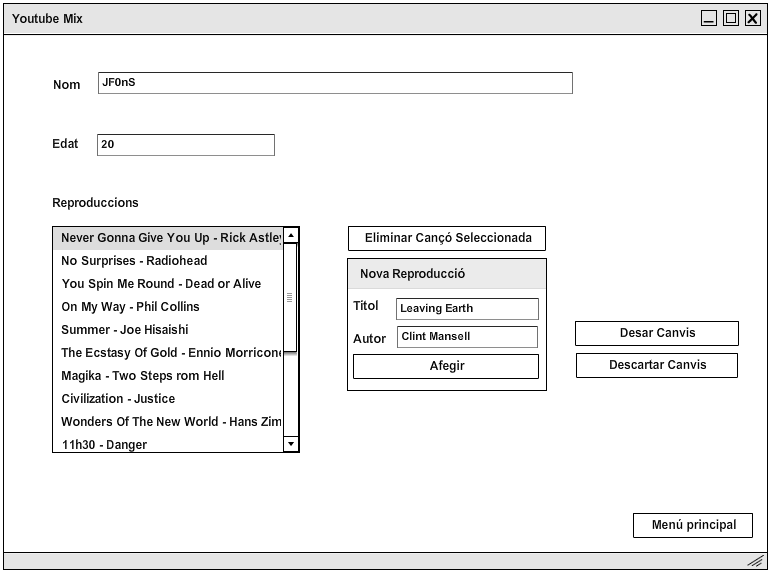 Youtube Mix
Nom
JF0nS
Edat
20
Reproduccions
Never Gonna Give You Up - Rick Astley
No Surprises - Radiohead
You Spin Me Round - Dead or Alive
On My Way - Phil Collins
Summer - Joe Hisaishi
The Ecstasy Of Gold - Ennio Morricone
Magika - Two Steps rom Hell
Civilization - Justice
Wonders Of The New World - Hans Zim
11h30 - Danger
Eliminar Cançó Seleccionada
Nova Reproducció
Titol
Leaving Earth
Autor
Clint Mansell
Afegir
Desar Canvis
Descartar Canvis
Menú principal